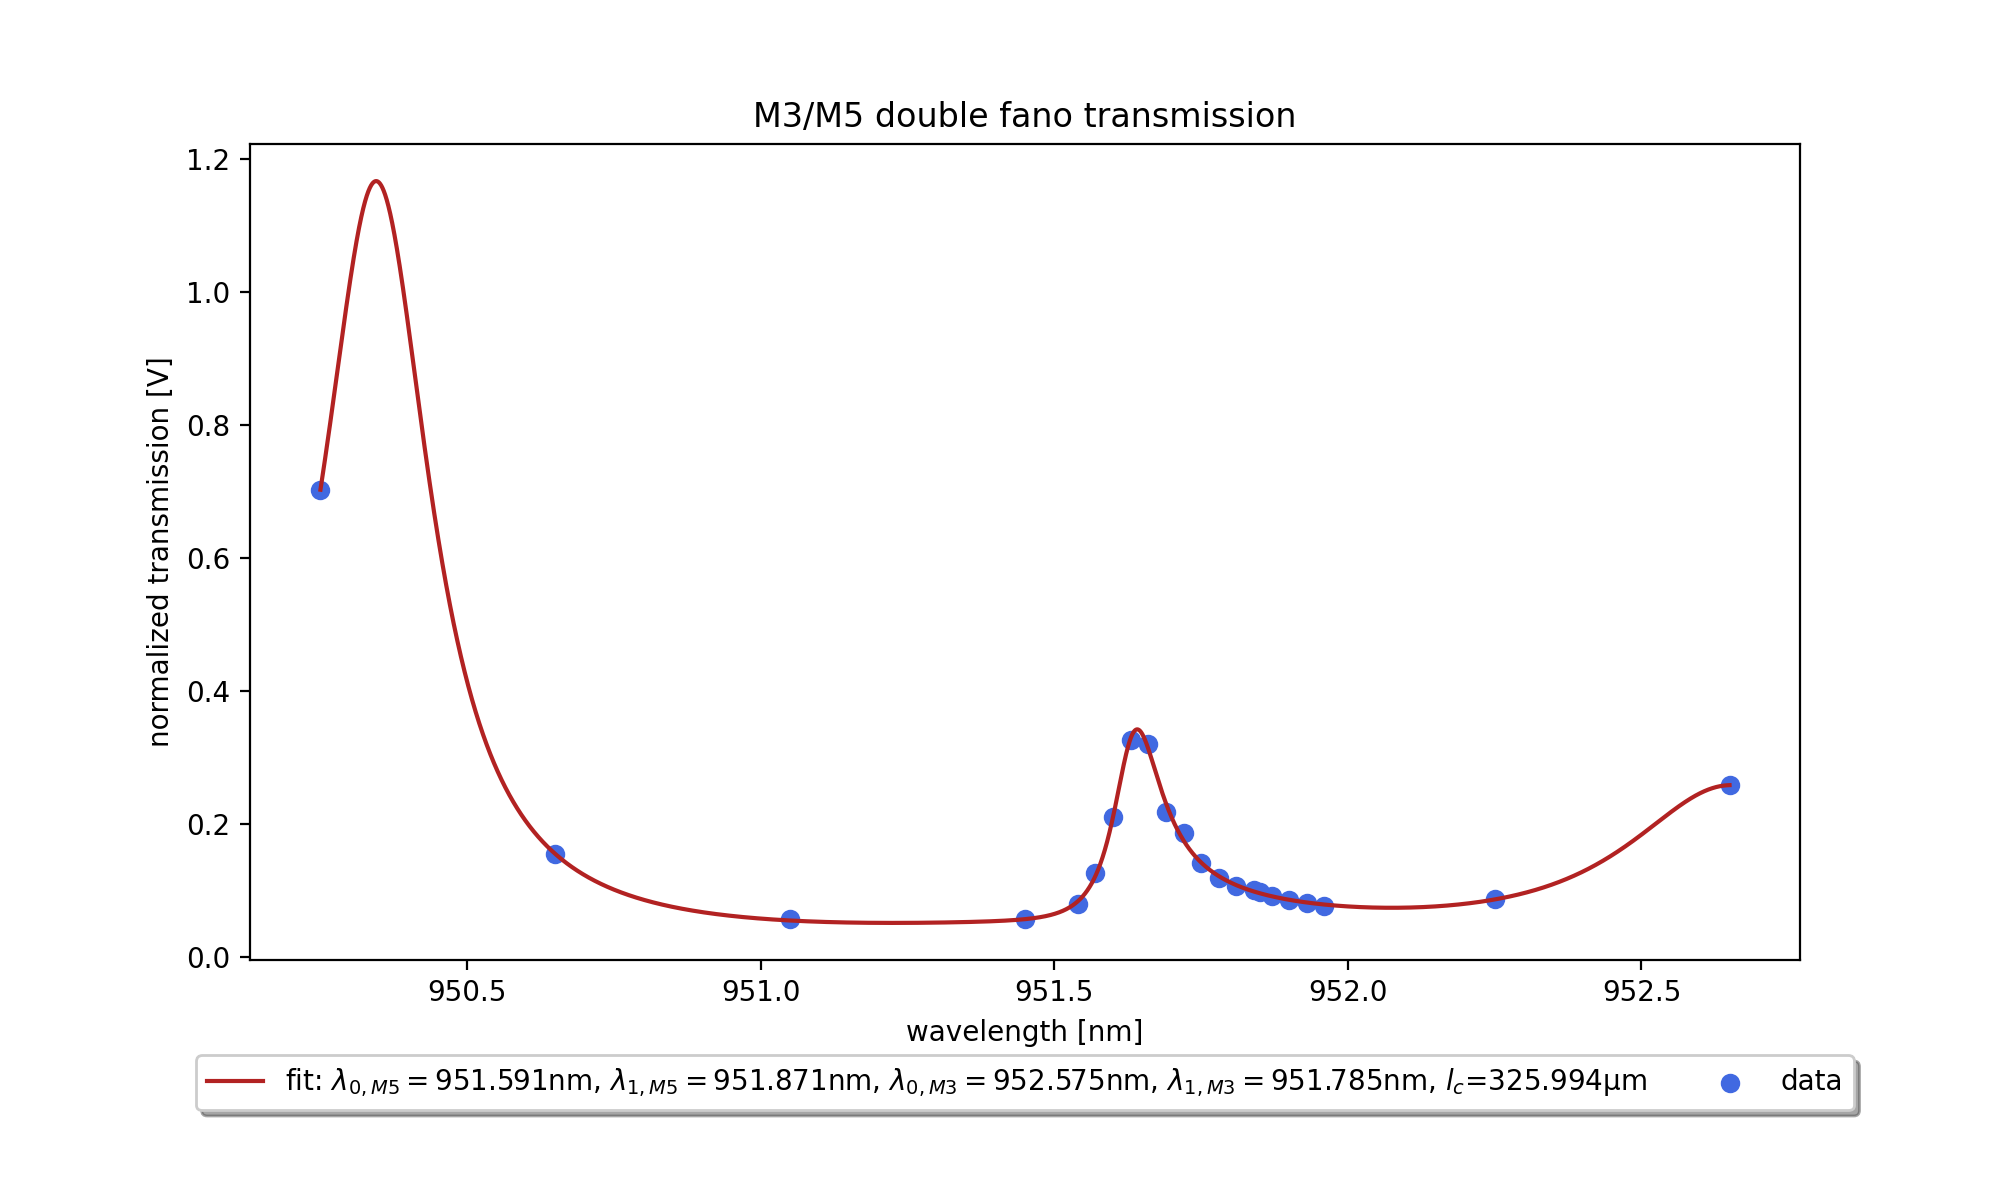 M3/M5 double fano transmission
normalized transmission [V]
1.2
1.0
0.8
0.6
0.4
0.2
0.0
950.5 951.0 951.5 952.0 952.5
wavelength [nm]
fit: λ₀,M5 = 951.591nm, λ₁,M5 = 951.871nm, λ₀,M3 = 952.575nm, λ₁,M3 = 951.785nm, l_c=325.994µm data